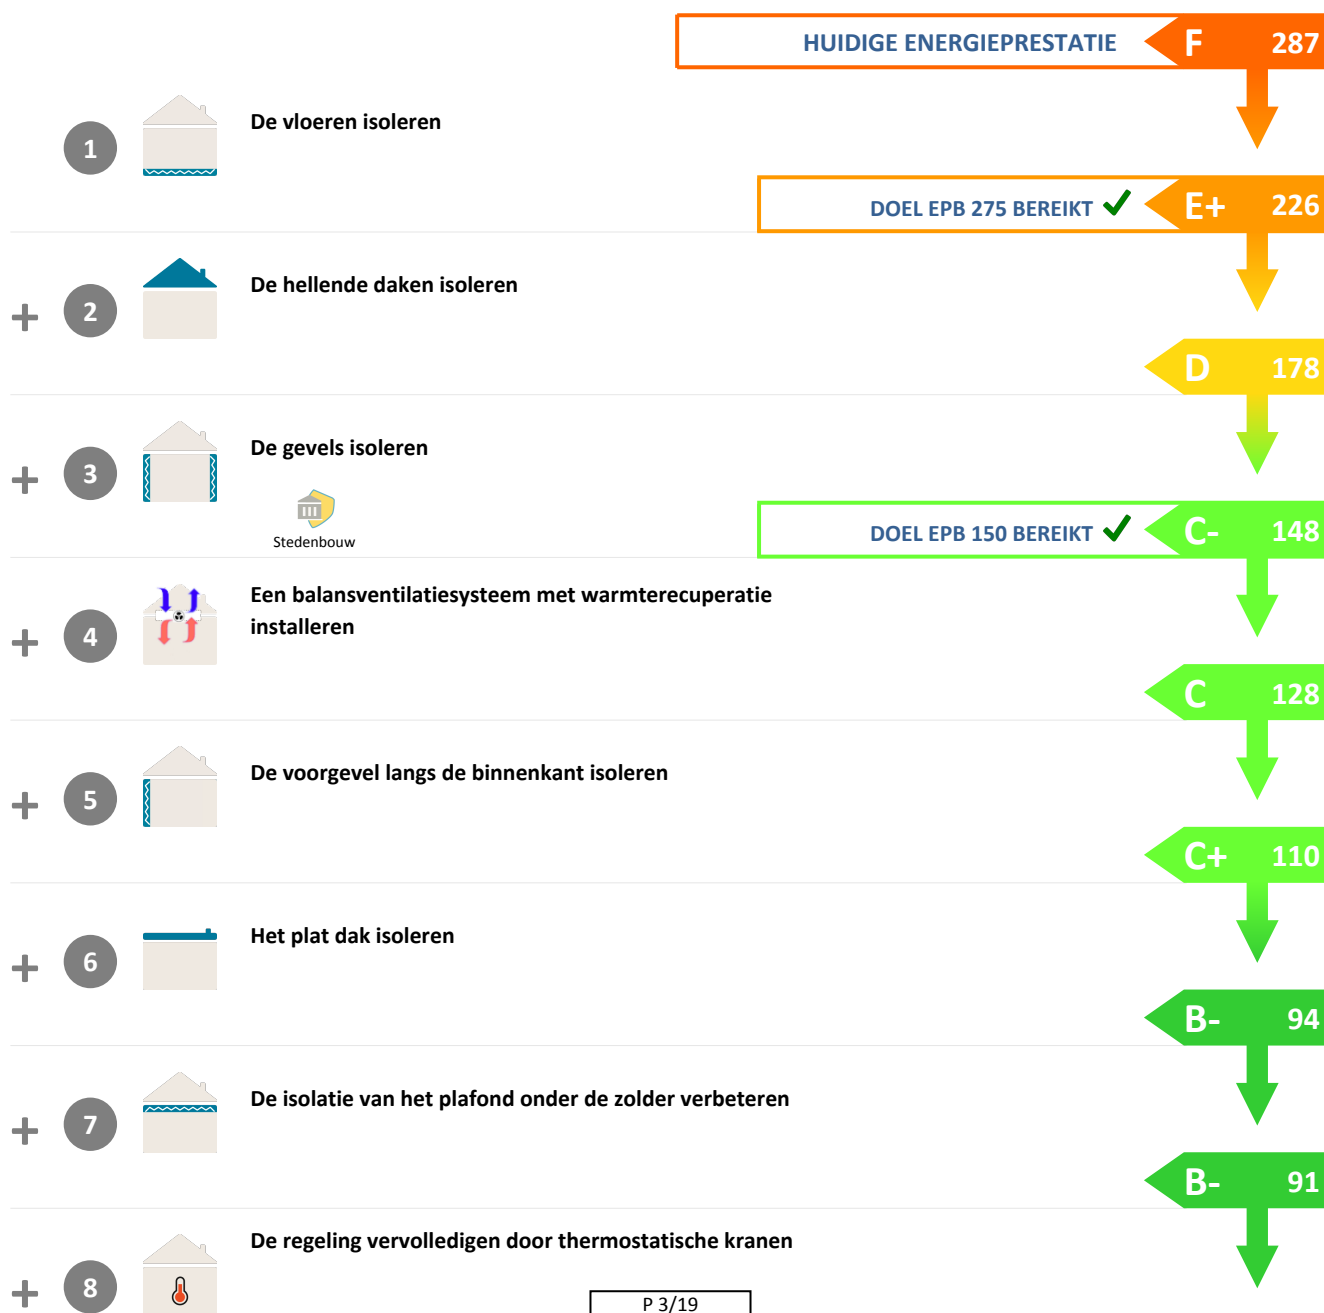 HUIDIGE ENERGIEPRESTATIE F 287
1 De vloeren isoleren
DOEL EPB 275 BEREIKT E+ 226
+ 2 De hellende daken isoleren
D 178
+ 3 De gevels isoleren
Stedenbouw
DOEL EPB 150 BEREIKT C- 148
+ 4 Een balansventilatiesysteem met warmterecuperatie
installeren
C 128
+ 5 De voorgevel langs de binnenkant isoleren
C+ 110
+ 6 Het plat dak isoleren
B- 94
+ 7 De isolatie van het plafond onder de zolder verbeteren
B- 91
+ 8 De regeling vervolledigen door thermostatische kranen
P 3/19